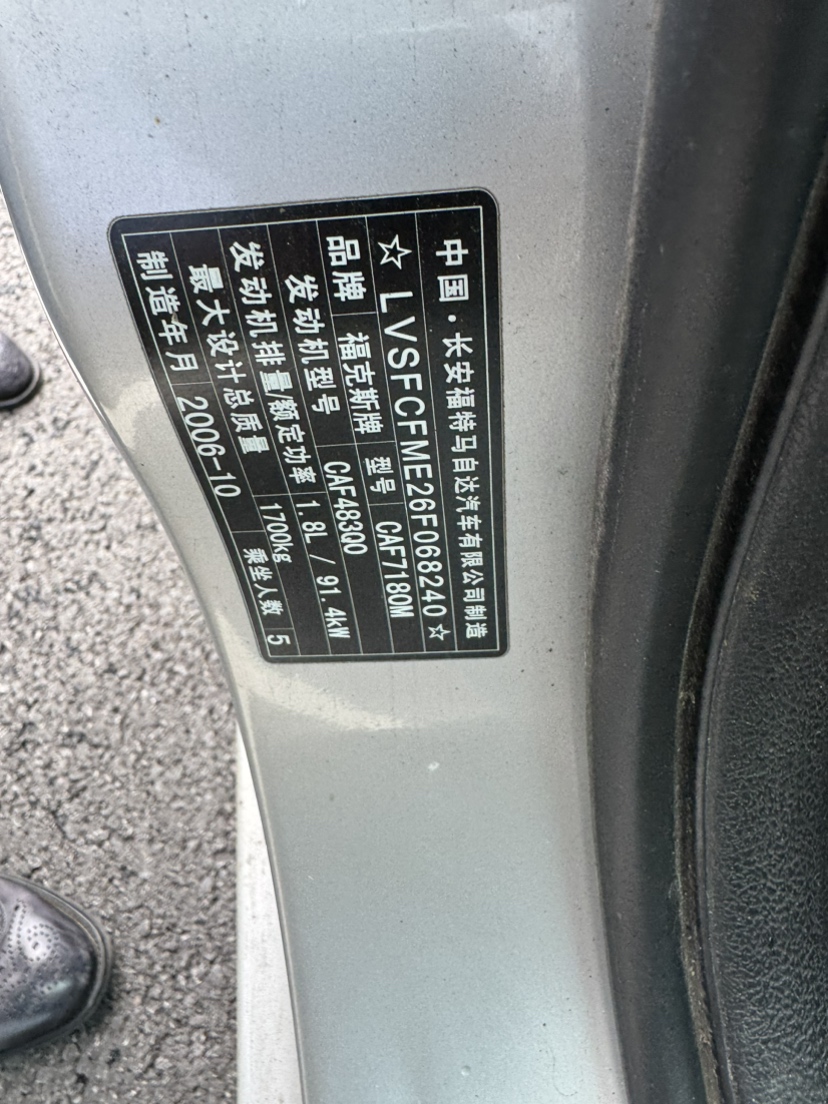 中国·长安福特马自达汽车有限公司制造
☆LVSFCFME26F068240☆
品牌 福克斯牌 型号 CAF7180M
发动机型号 CAF483Q0
发动机排量/额定功率 1.8L / 91.4kW
最大设计总质量 1700kg 乘坐人数 5
制造年月 2006-10